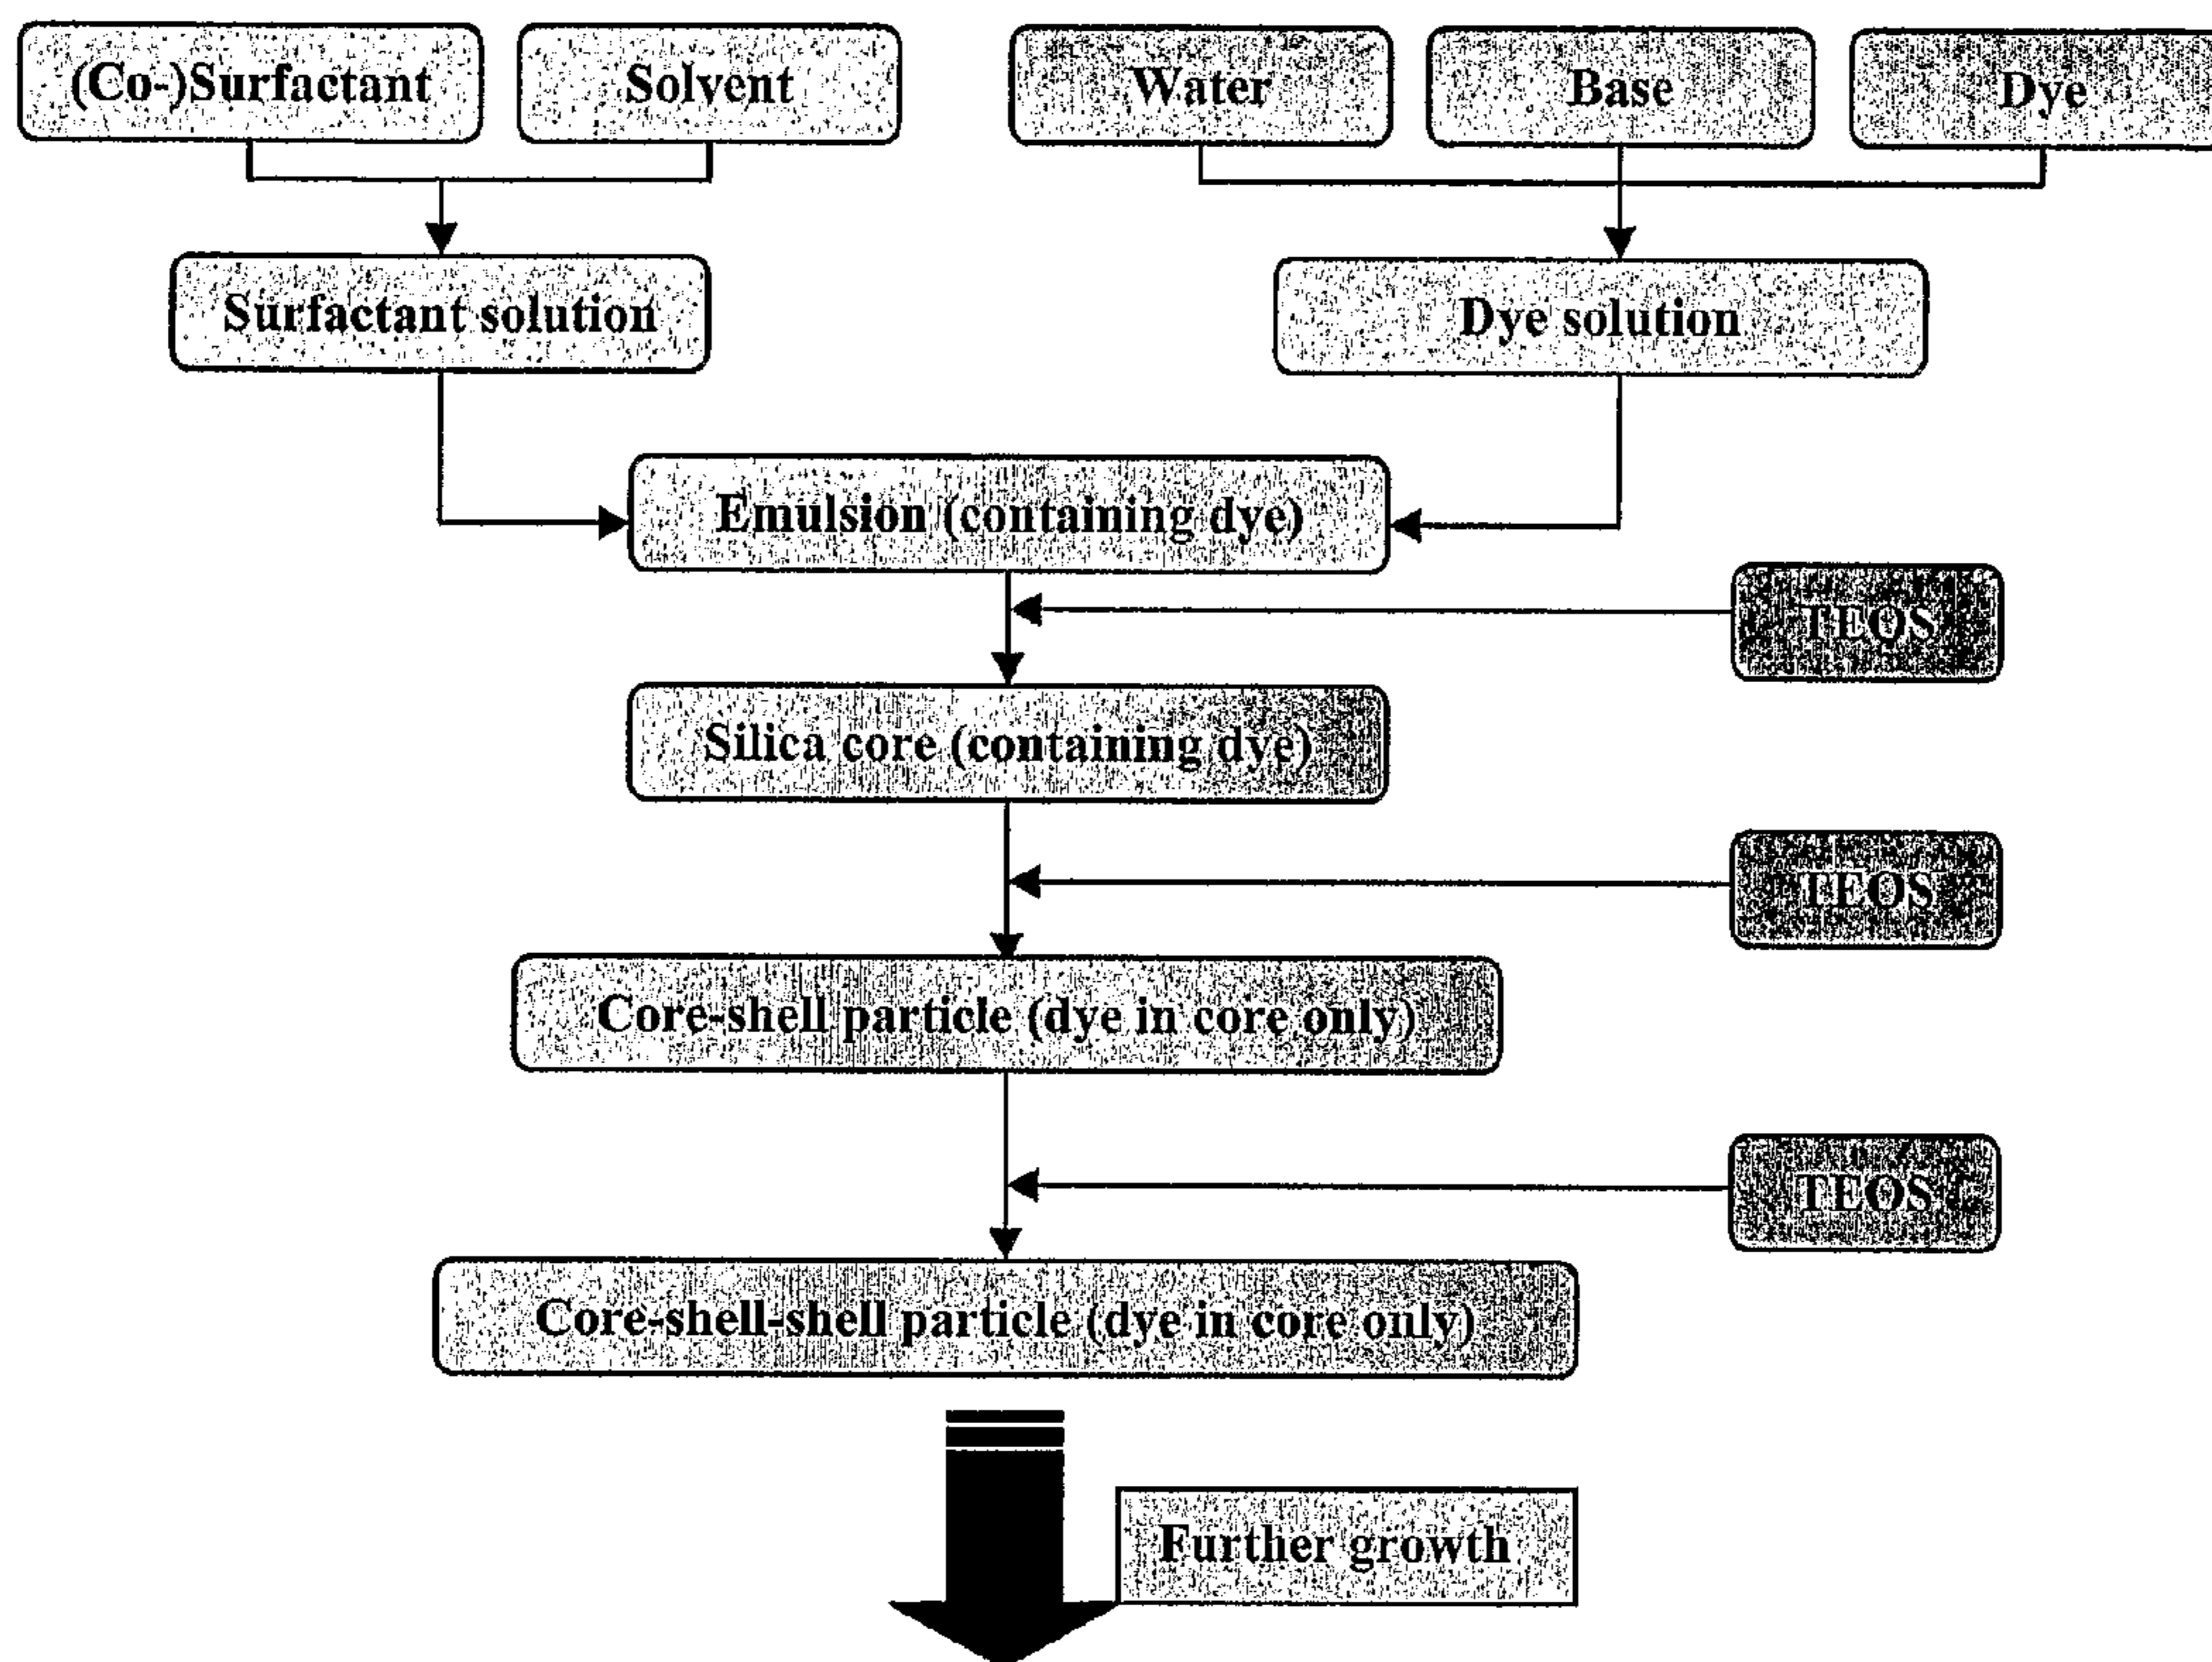 (Co-)Surfactant
Solvent
Water
Base
Dye
Surfactant solution
Dye solution
Emulsion (containing dye)
TEOS
Silica core (containing dye)
TEOS
Core-shell particle (dye in core only)
TEOS
Core-shell-shell particle (dye in core only)
Further growth